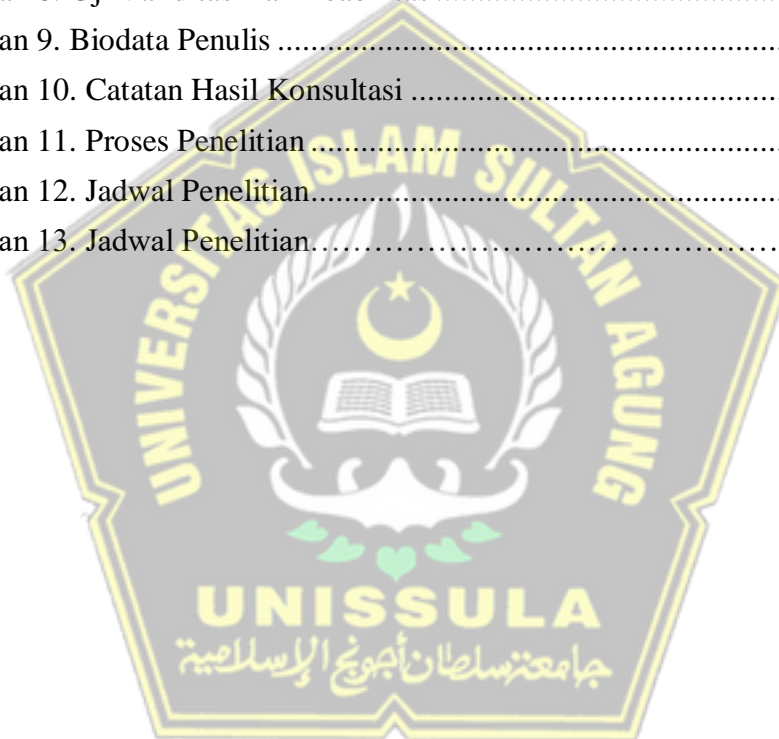 an 9. Biodata Penulis ........................................................................
an 10. Catatan Hasil Konsultasi ..................................................
an 11. Proses Penelitian ..................................................................
an 12. Jadwal Penelitian..................................................................
an 13. Jadwal Penelitian……………………………………
UNIVERSITAS ISLAM SULTAN AGUNG
UNISSULA
جامعة سلطان أجونج الإسلامية